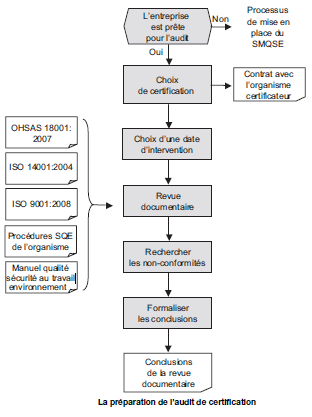 L'entreprise
est prête
pour l'audit
Non
Processus
de mise en
place du
SMQSE
Oui
Choix
de certification
Contrat avec
l'organisme
certificateur
Choix d'une date
d'intervention
OHSAS 18001:
2007
ISO 14001:2004
ISO 9001:2008
Procédures SQE
de l'organisme
Manuel qualité
sécurité au travail
environnement
Revue
documentaire
Rechercher
les non-conformités
Formaliser
les conclusions
Conclusions
de la revue
documentaire
La préparation de l'audit de certification